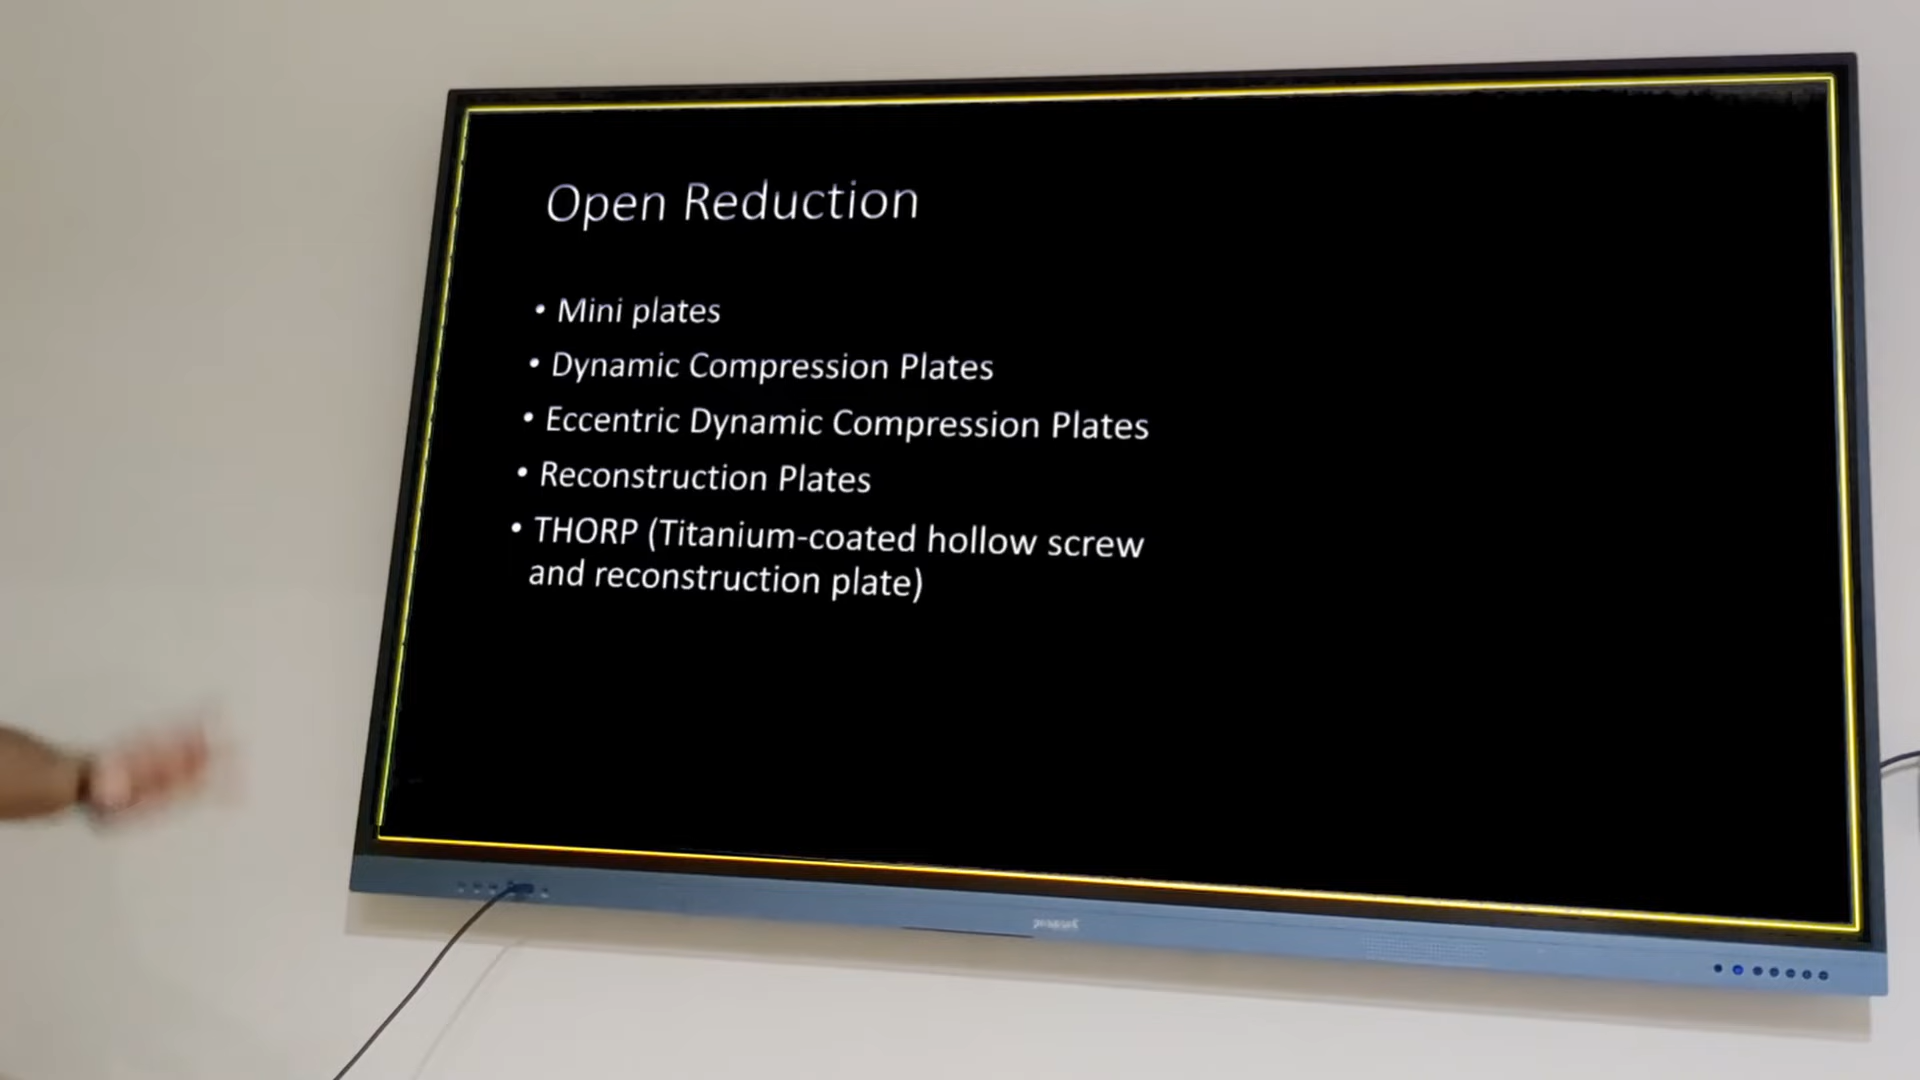 Open Reduction
• Mini plates
• Dynamic Compression Plates
• Eccentric Dynamic Compression Plates
• Reconstruction Plates
• THORP (Titanium-coated hollow screw
and reconstruction plate)